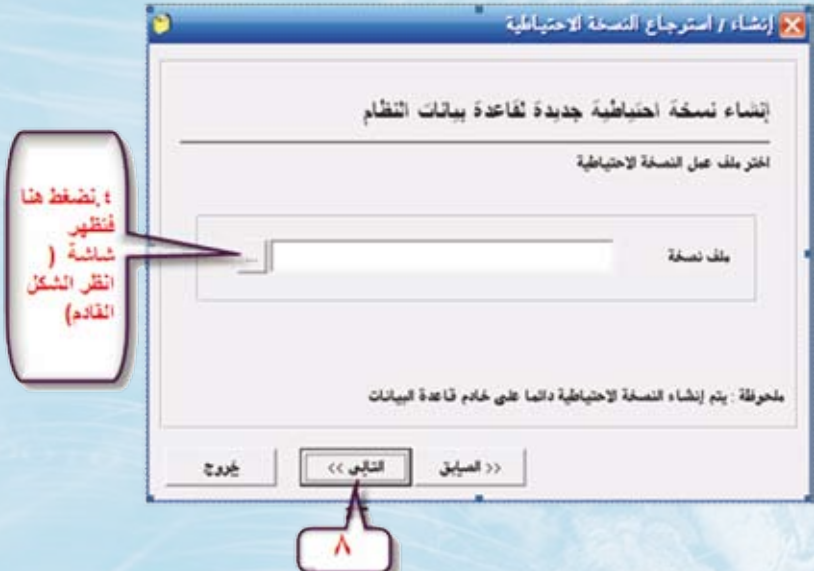 إنشاء / استرجاع النسخة الاحتياطية
إنشاء نسخة احتياطية جديدة لقاعدة بيانات النظام
اختر ملف عمل النسخة الاحتياطية
٤.نضغط هنا
فتظهر
شاشة (
انظر الشكل
القادم)
ملف نسخة
...
ملحوظة : يتم إنشاء النسخة الاحتياطية دائما على خادم قاعدة البيانات
<< السابق
التالى >>
خروج
٨